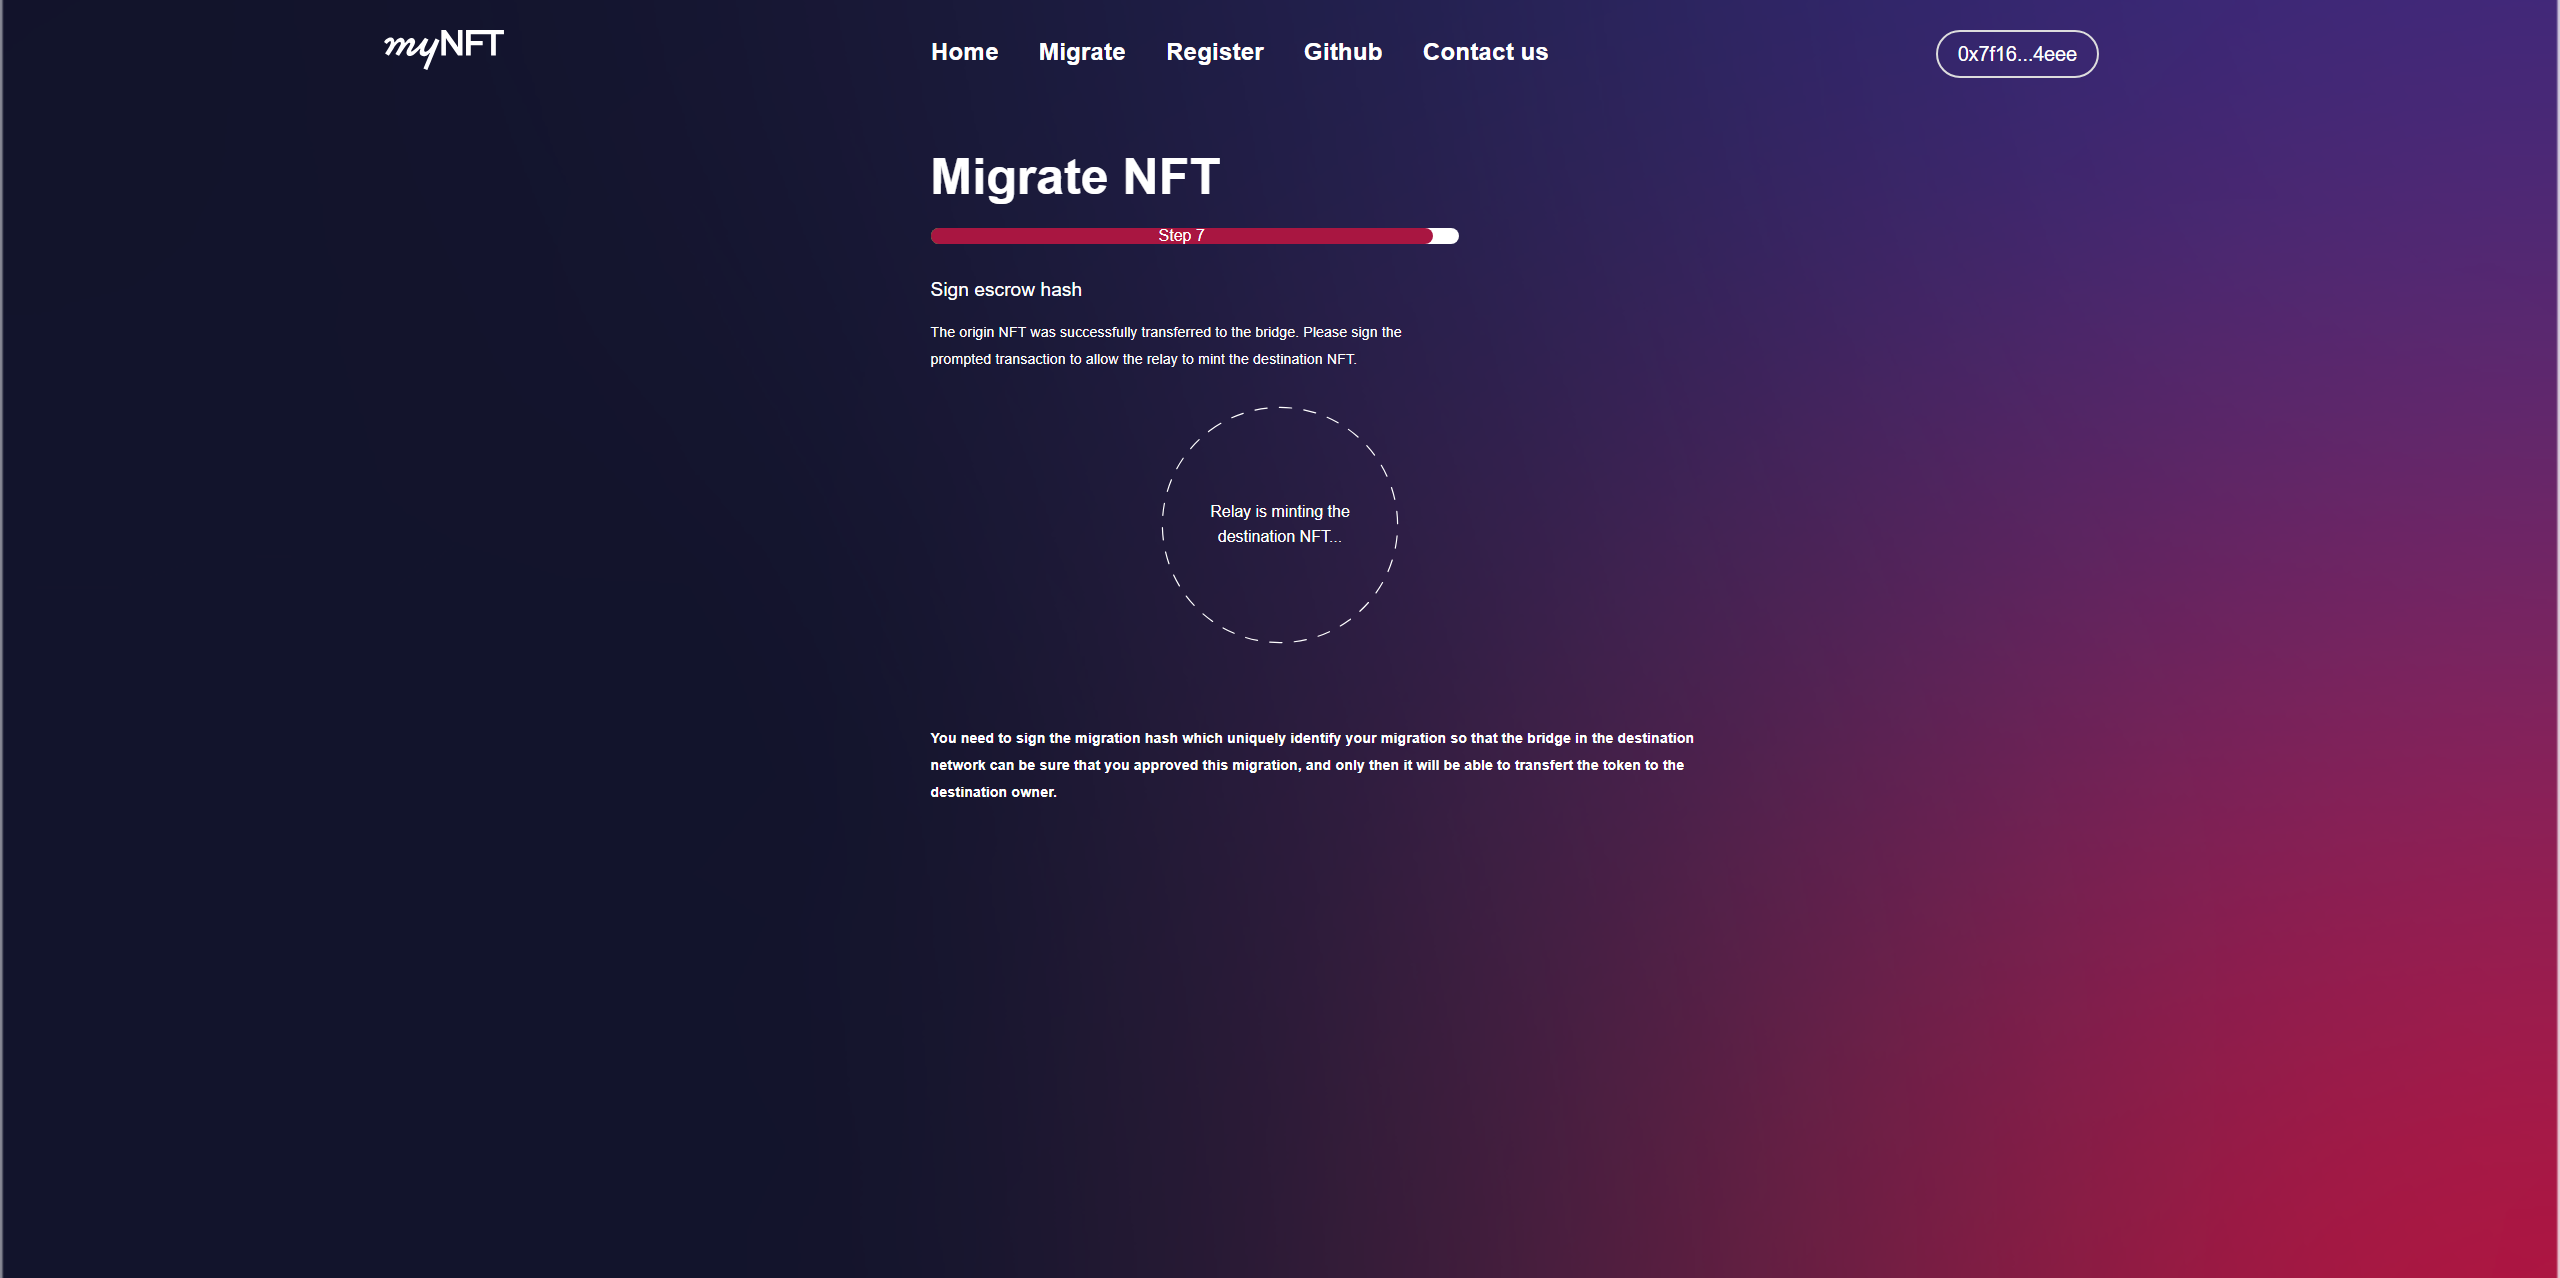 myNFT
Home Migrate Register Github Contact us
0x7f16...4eee
Migrate NFT
Step 7
Sign escrow hash
The origin NFT was successfully transferred to the bridge. Please sign the
prompted transaction to allow the relay to mint the destination NFT.
Relay is minting the
destination NFT...
You need to sign the migration hash which uniquely identify your migration so that the bridge in the destination
network can be sure that you approved this migration, and only then it will be able to transfert the token to the
destination owner.